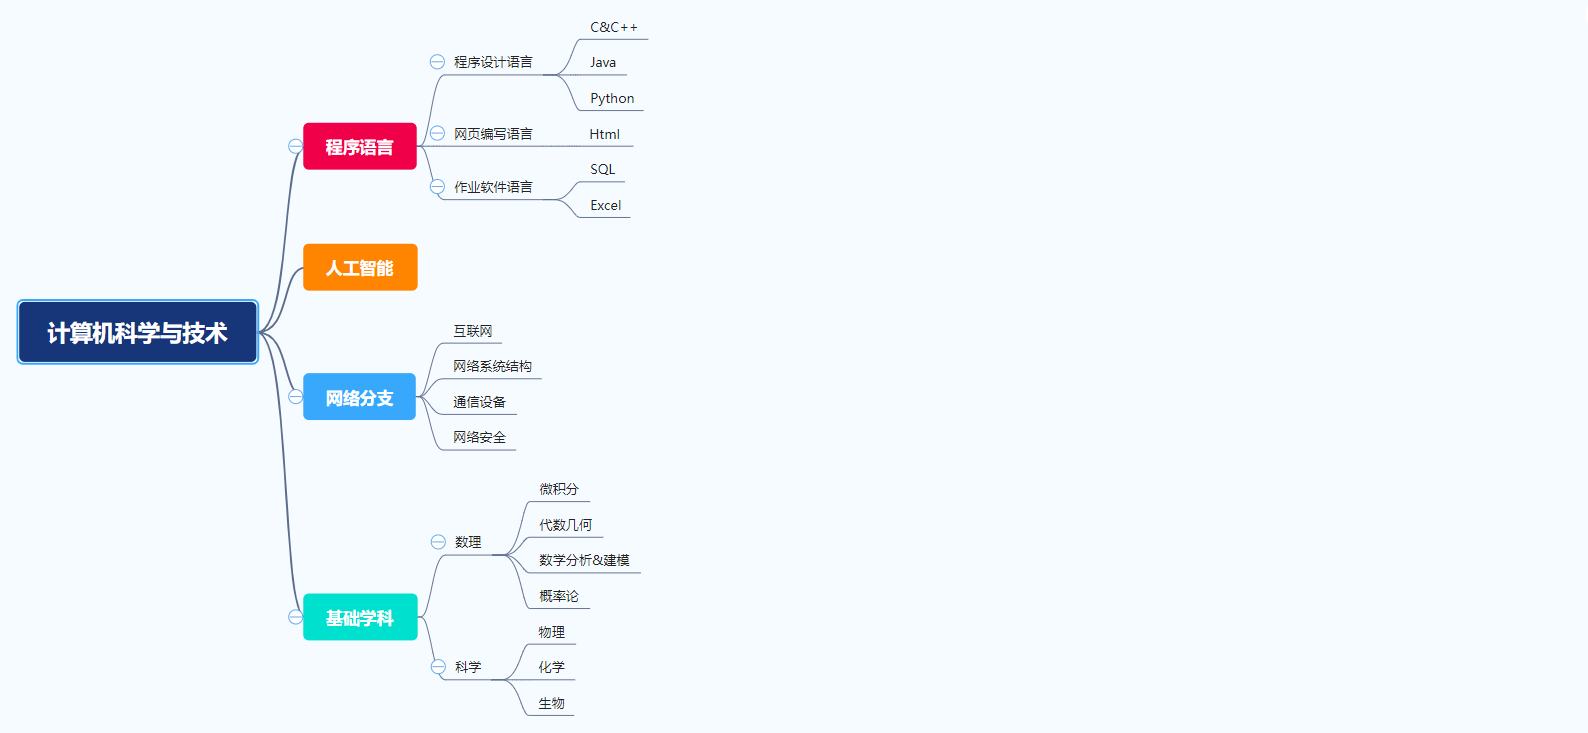 计算机科学与技术
程序语言
程序设计语言
C&C++
Java
Python
网页编写语言
Html
作业软件语言
SQL
Excel
人工智能
网络分支
互联网
网络系统结构
通信设备
网络安全
基础学科
数理
微积分
代数几何
数学分析&建模
概率论
科学
物理
化学
生物